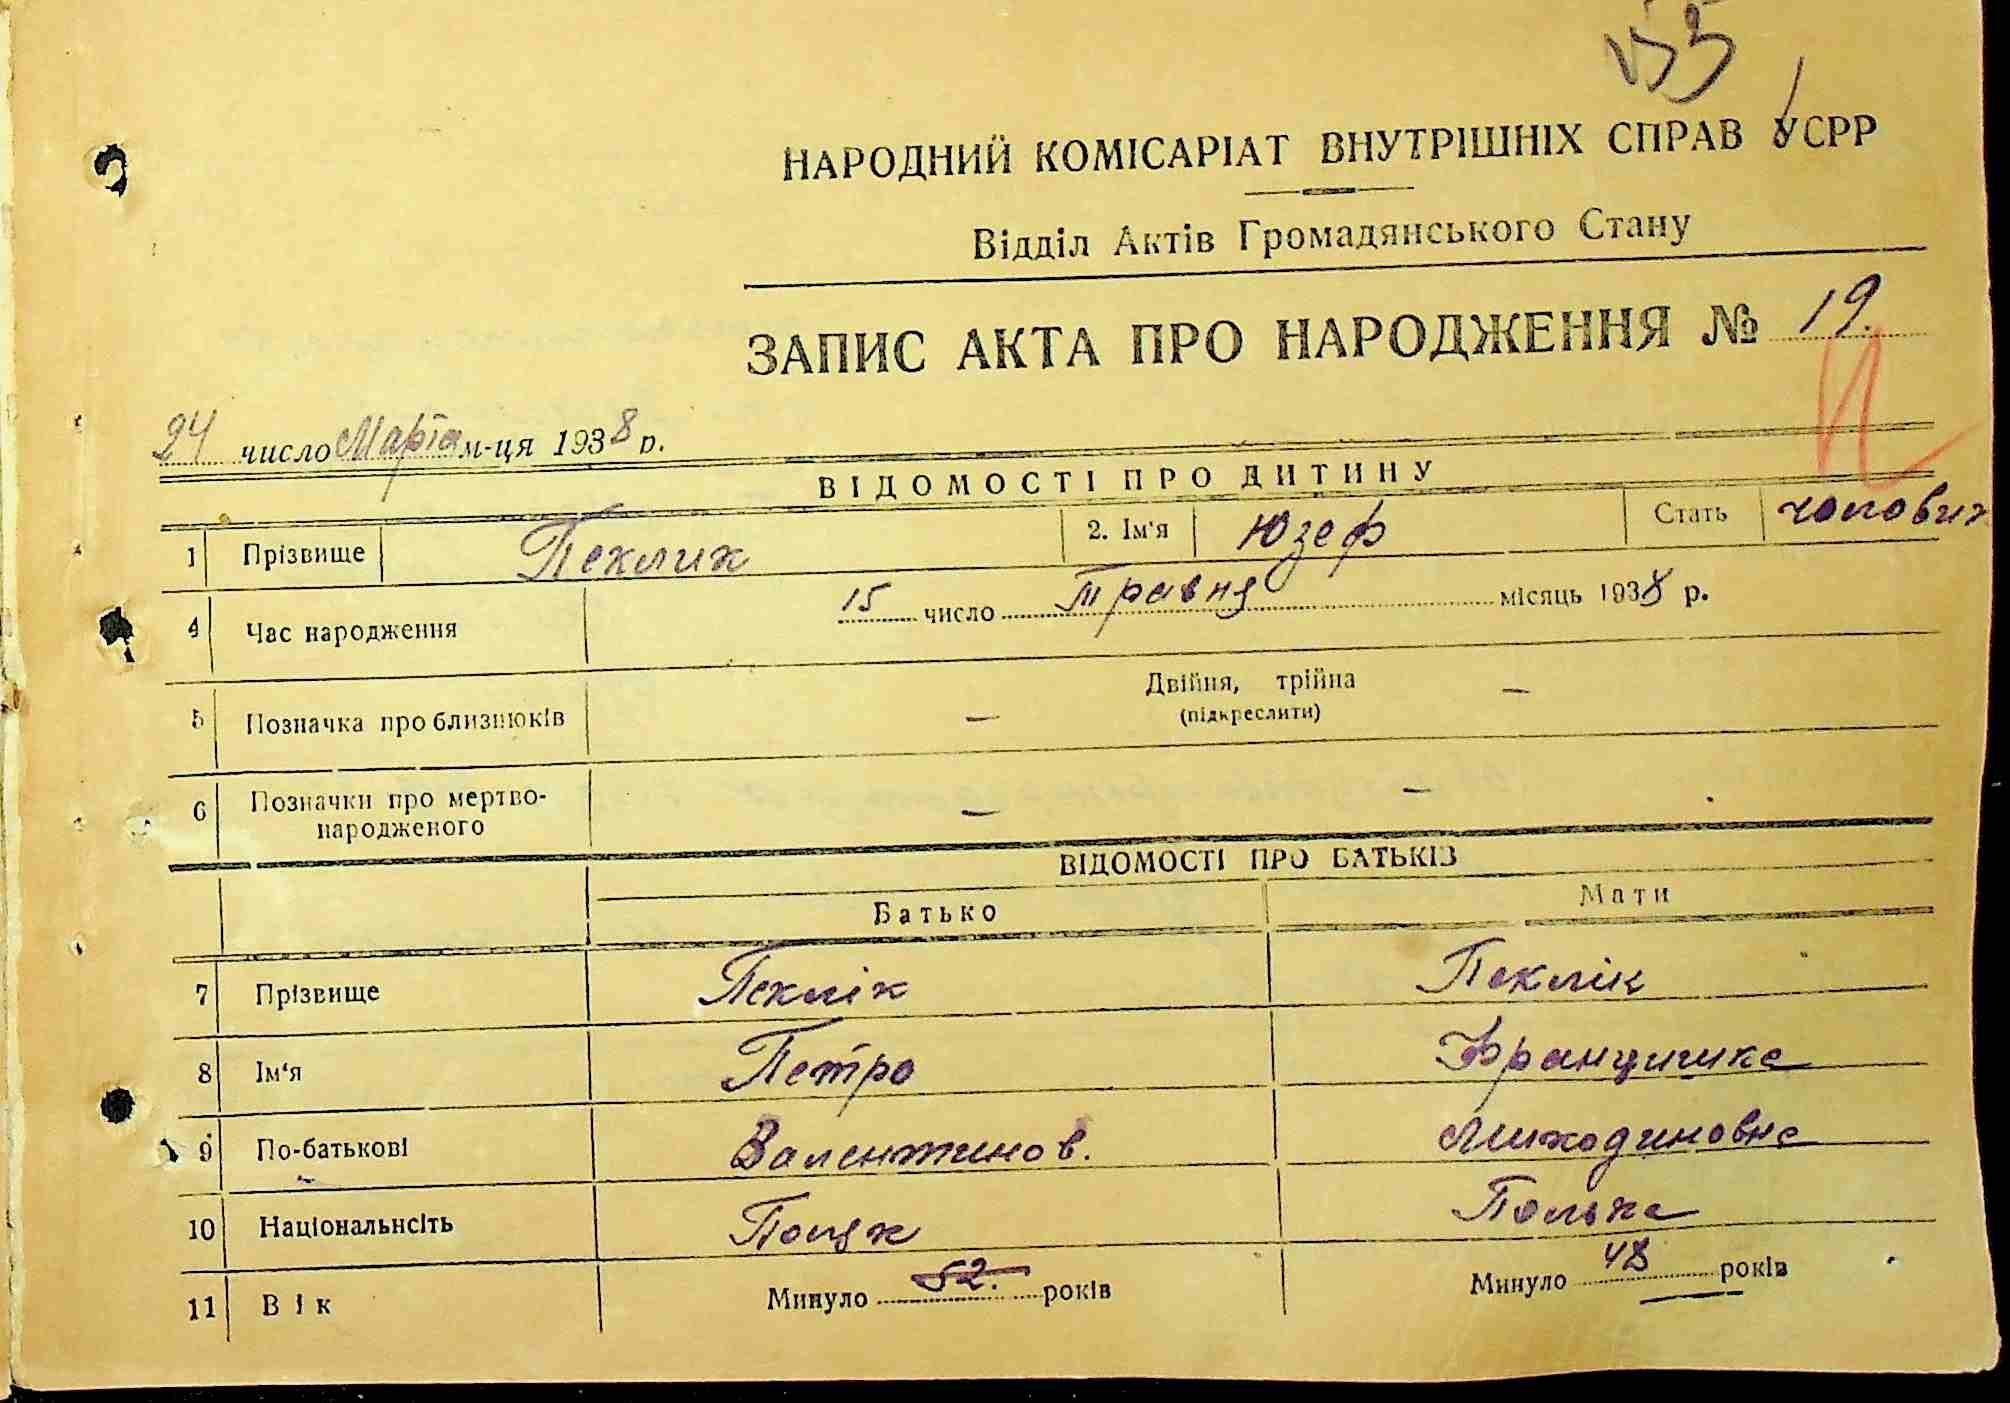 155
НАРОДНИЙ КОМІСАРІАТ ВНУТРІШНІХ СПРАВ УСРР
Відділ Актів Громадянського Стану
ЗАПИС АКТА ПРО НАРОДЖЕННЯ № 19.
24 число Марта м-ця 1938 р.
ВІДОМОСТІ ПРО ДИТИНУ
1 Прізвище Пеклик 2. Ім'я Юзеф Стать чолович
4 Час народження 15 число Травня місяць 1938 р.
5 Позначка про близнюків — Двійня, трійна —
(підкреслити)
6 Позначки про мертво-
народженого — —
ВІДОМОСТІ ПРО БАТЬКІВ
Батько Мати
7 Прізвище Пеклік Пеклік
8 Ім'я Петро Францишка
9 По-батькові Валентинов.
10 Національнсіть Поляк Полька
11 Вік Минуло 52. років Минуло 48 років